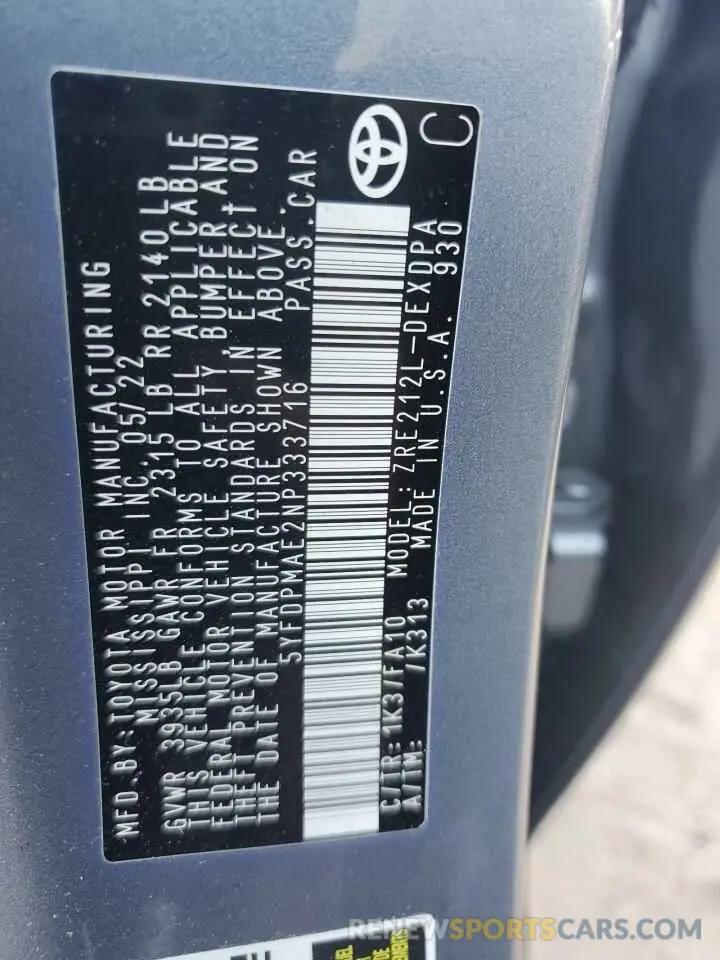 MFD.BY:TOYOTA MOTOR MANUFACTURING
MISSISSIPPI INC. 05/22
GVWR 3935LB GAWR FR 2315 LB RR 2140LB
THIS VEHICLE CONFORMS TO ALL APPLICABLE
FEDERAL MOTOR VEHICLE SAFETY, BUMPER AND
THEFT PREVENTION STANDARDS IN EFFECT ON
THE DATE OF MANUFACTURE SHOWN ABOVE.
5YFDPMAE2NP333716 PASS.CAR
C/TR:1K3/FA10 MODEL:ZRE212L-DEXDPA
A/TM: /K313 MADE IN U.S.A. 930
C
RENEWSPORTSCARS.COM